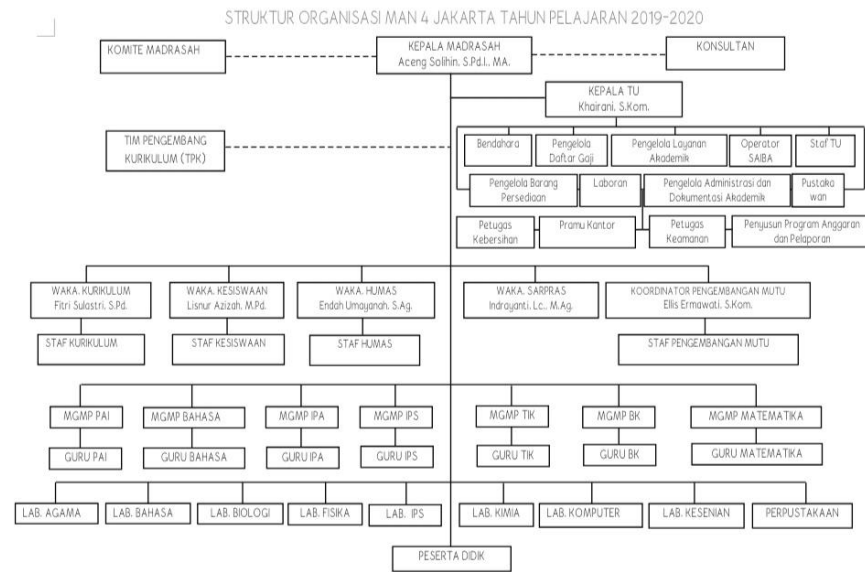 STRUKTUR ORGANISASI MAN 4 JAKARTA TAHUN PELAJARAN 2019-2020
KOMITE MADRASAH
KEPALA MADRASAH
Aceng Solihin. S.Pd.I., MA.
KONSULTAN
KEPALA TU
Khairani. S.Kom.
TIM PENGEMBANG
KURIKULUM (TPK)
Bendahara
Pengelola
Daftar Gaji
Pengelola Layanan
Akademik
Operator
SAIBA
Staf TU
Pengelola Barang
Persediaan
Laboran
Pengelola Administrasi dan
Dokumentasi Akademik
Pustaka
wan
Petugas
Kebersihan
Pramu Kantor
Petugas
Keamanan
Penyusun Program Anggaran
dan Pelaporan
WAKA. KURIKULUM
Fitri Sulastri. S.Pd.
WAKA. KESISWAAN
Lisnur Azizah. M.Pd.
WAKA. HUMAS
Endah Umayanah. S.Ag.
WAKA. SARPRAS
Indrayanti. Lc., M.Ag.
KOORDINATOR PENGEMBANGAN MUTU
Ellis Ermawati. S.Kom.
STAF KURIKULUM
STAF KESISWAAN
STAF HUMAS
STAF PENGEMBANGAN MUTU
MGMP PAI
MGMP BAHASA
MGMP IPA
MGMP IPS
MGMP TIK
MGMP BK
MGMP MATEMATIKA
GURU PAI
GURU BAHASA
GURU IPA
GURU IPS
GURU TIK
GURU BK
GURU MATEMATIKA
LAB. AGAMA
LAB. BAHASA
LAB. BIOLOGI
LAB. FISIKA
LAB. IPS
LAB. KIMIA
LAB. KOMPUTER
LAB. KESENIAN
PERPUSTAKAAN
PESERTA DIDIK